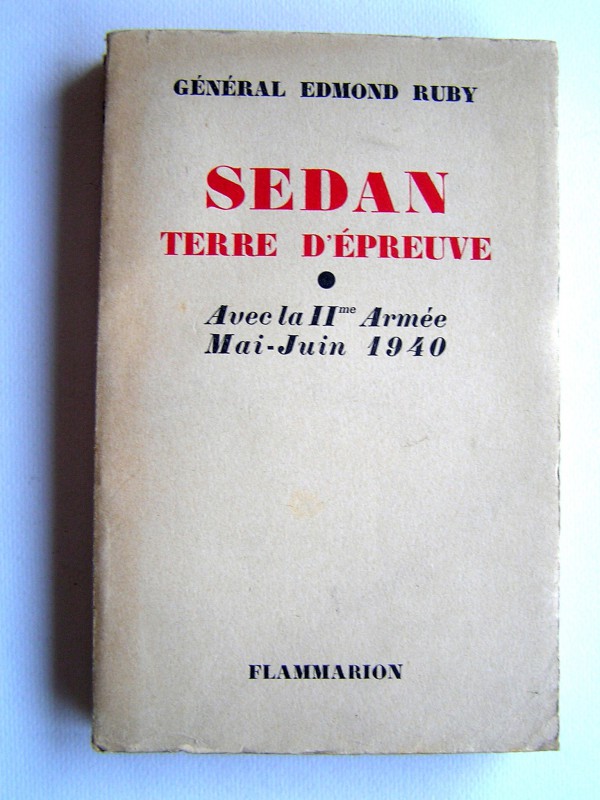 GÉNÉRAL EDMOND RUBY
SEDAN
TERRE D'ÉPREUVE
Avec la IIme Armée
Mai-Juin 1940
FLAMMARION